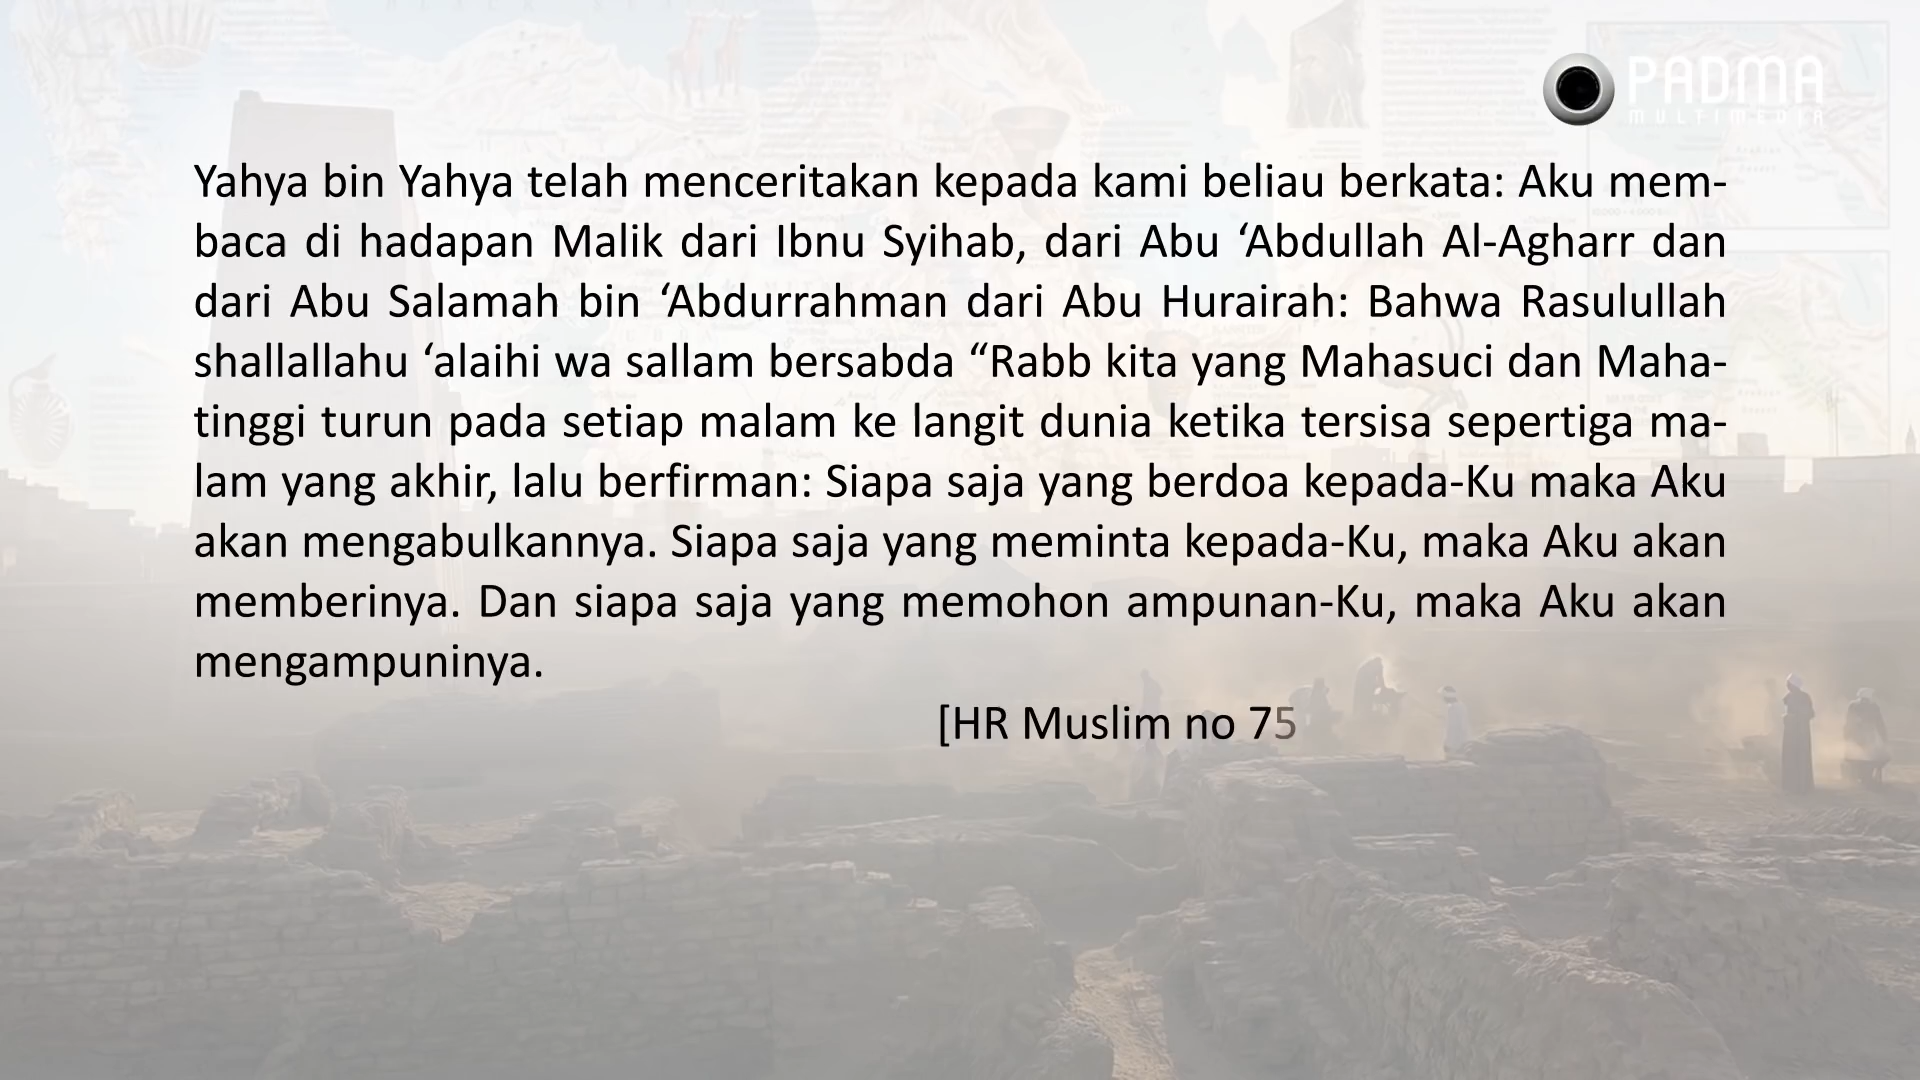 PADMA
MULTIMEDIA
Yahya bin Yahya telah menceritakan kepada kami beliau berkata: Aku mem-
baca di hadapan Malik dari Ibnu Syihab, dari Abu ‘Abdullah Al-Agharr dan
dari Abu Salamah bin ‘Abdurrahman dari Abu Hurairah: Bahwa Rasulullah
shallallahu ‘alaihi wa sallam bersabda “Rabb kita yang Mahasuci dan Maha-
tinggi turun pada setiap malam ke langit dunia ketika tersisa sepertiga ma-
lam yang akhir, lalu berfirman: Siapa saja yang berdoa kepada-Ku maka Aku
akan mengabulkannya. Siapa saja yang meminta kepada-Ku, maka Aku akan
memberinya. Dan siapa saja yang memohon ampunan-Ku, maka Aku akan
mengampuninya.
[HR Muslim no 75